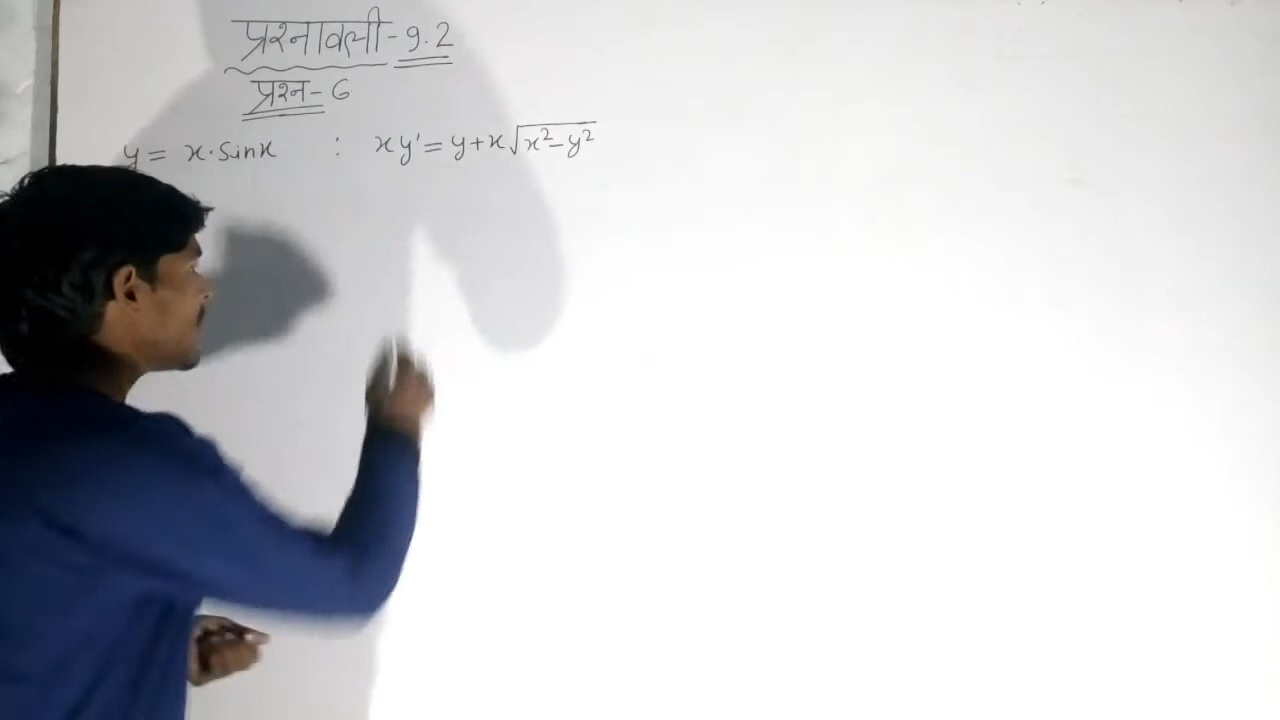 प्रश्नावली-9.2
प्रश्न-6
y = x·sinx : xy' = y+x√x²-y²